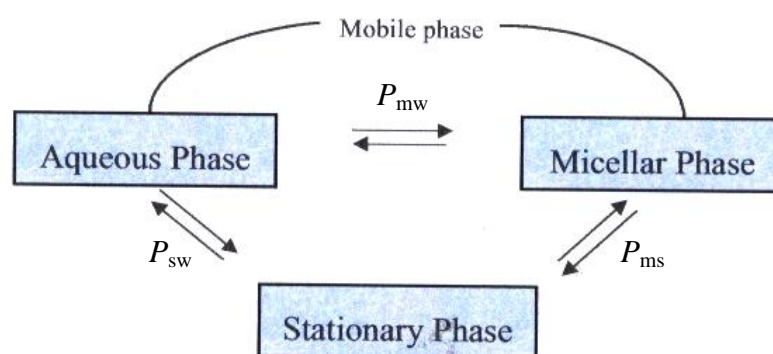 Mobile phase
P_mw
Aqueous Phase
Micellar Phase
P_sw
P_ms
Stationary Phase